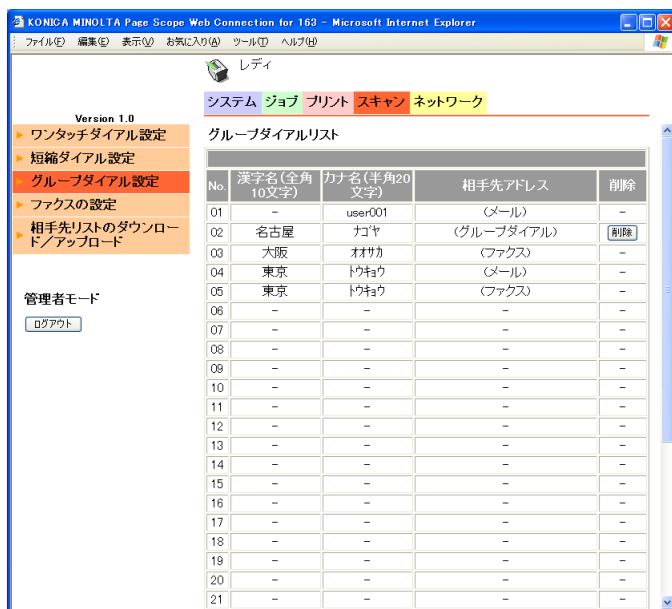 KONICA MINOLTA Page Scope Web Connection for 163 - Microsoft Internet Explorer
ファイル(F) 編集(E) 表示(V) お気に入り(A) ツール(T) ヘルプ(H)
レディ
システム ジョブ プリント スキャン ネットワーク
Version 1.0
ワンタッチダイアル設定
短縮ダイアル設定
グループダイアル設定
ファクスの設定
相手先リストのダウンロー
ド/アップロード
管理者モード
ログアウト
グループダイアルリスト
No. 漢字名(全角10文字) カナ名(半角20文字) 相手先アドレス 削除
01 - user001 (メール) -
02 名古屋 ナゴヤ (グループダイアル) 削除
03 大阪 オオサカ (ファクス) -
04 東京 トウキョウ (メール) -
05 東京 トウキョウ (ファクス) -
06 - - - -
07 - - - -
08 - - - -
09 - - - -
10 - - - -
11 - - - -
12 - - - -
13 - - - -
14 - - - -
15 - - - -
16 - - - -
17 - - - -
18 - - - -
19 - - - -
20 - - - -
21 - - - -